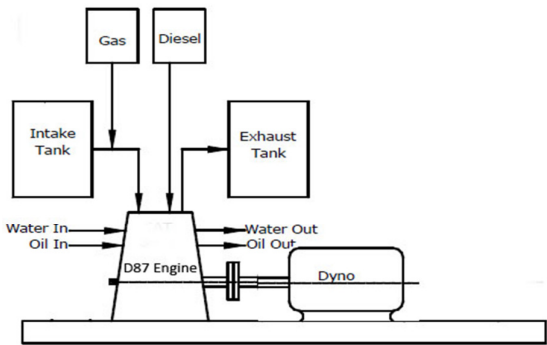 Gas
Diesel
Intake
Tank
Exhaust
Tank
Water In
Oil In
Water Out
Oil Out
D87 Engine
Dyno